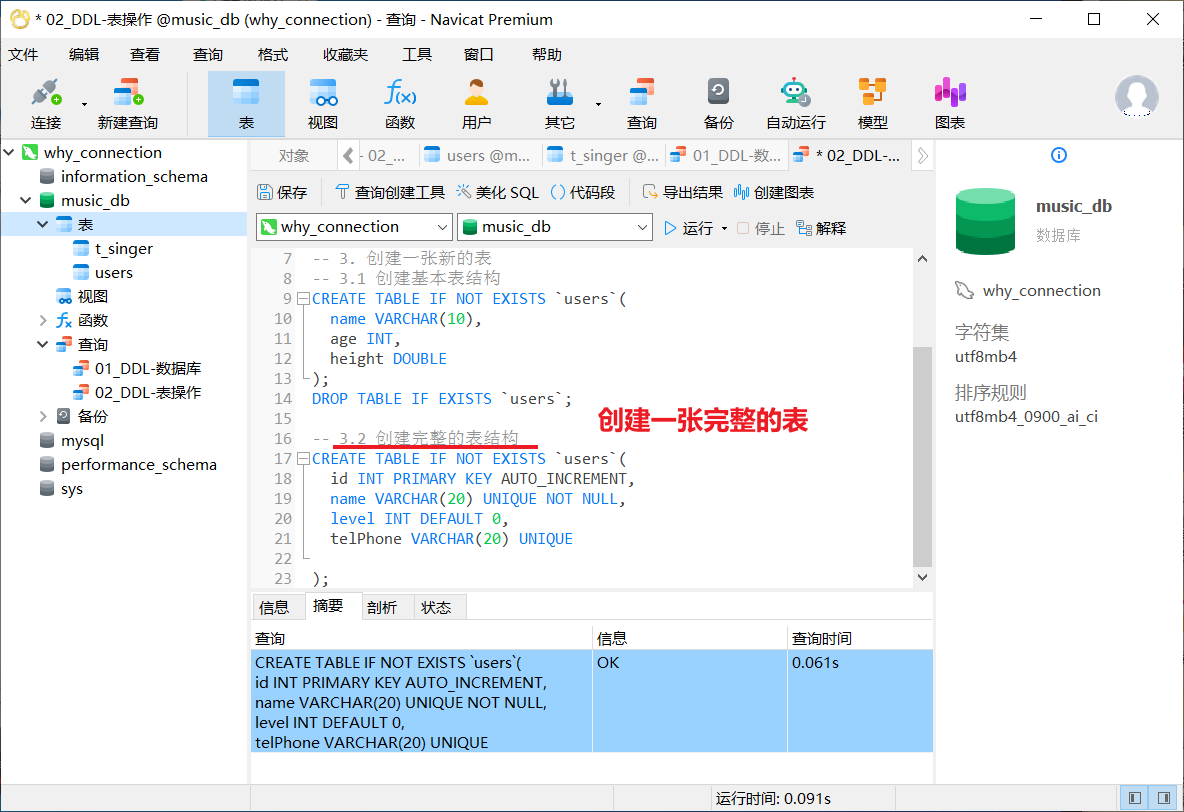 * 02_DDL-表操作 @music_db (why_connection) - 查询 - Navicat Premium
文件 编辑 查看 查询 格式 收藏夹 工具 窗口 帮助
连接 新建查询 表 视图 函数 用户 其它 查询 备份 自动运行 模型 图表
why_connection
information_schema
music_db
表
t_singer
users
视图
函数
查询
01_DDL-数据库
02_DDL-表操作
备份
mysql
performance_schema
sys
对象 - 02_... users @m... t_singer @... 01_DDL-数... * 02_DDL-...
保存 查询创建工具 美化 SQL () 代码段 导出结果 创建图表
why_connection music_db 运行 停止 解释
7 -- 3. 创建一张新的表
8 -- 3.1 创建基本表结构
9 CREATE TABLE IF NOT EXISTS `users`(
10 name VARCHAR(10),
11 age INT,
12 height DOUBLE
13 );
14 DROP TABLE IF EXISTS `users`;
15
创建一张完整的表
16 -- 3.2 创建完整的表结构
17 CREATE TABLE IF NOT EXISTS `users`(
18 id INT PRIMARY KEY AUTO_INCREMENT,
19 name VARCHAR(20) UNIQUE NOT NULL,
20 level INT DEFAULT 0,
21 telPhone VARCHAR(20) UNIQUE
22
23 );
信息 摘要 剖析 状态
查询 信息 查询时间
CREATE TABLE IF NOT EXISTS `users`( OK 0.061s
id INT PRIMARY KEY AUTO_INCREMENT,
name VARCHAR(20) UNIQUE NOT NULL,
level INT DEFAULT 0,
telPhone VARCHAR(20) UNIQUE
music_db
数据库
why_connection
字符集
utf8mb4
排序规则
utf8mb4_0900_ai_ci
运行时间: 0.091s